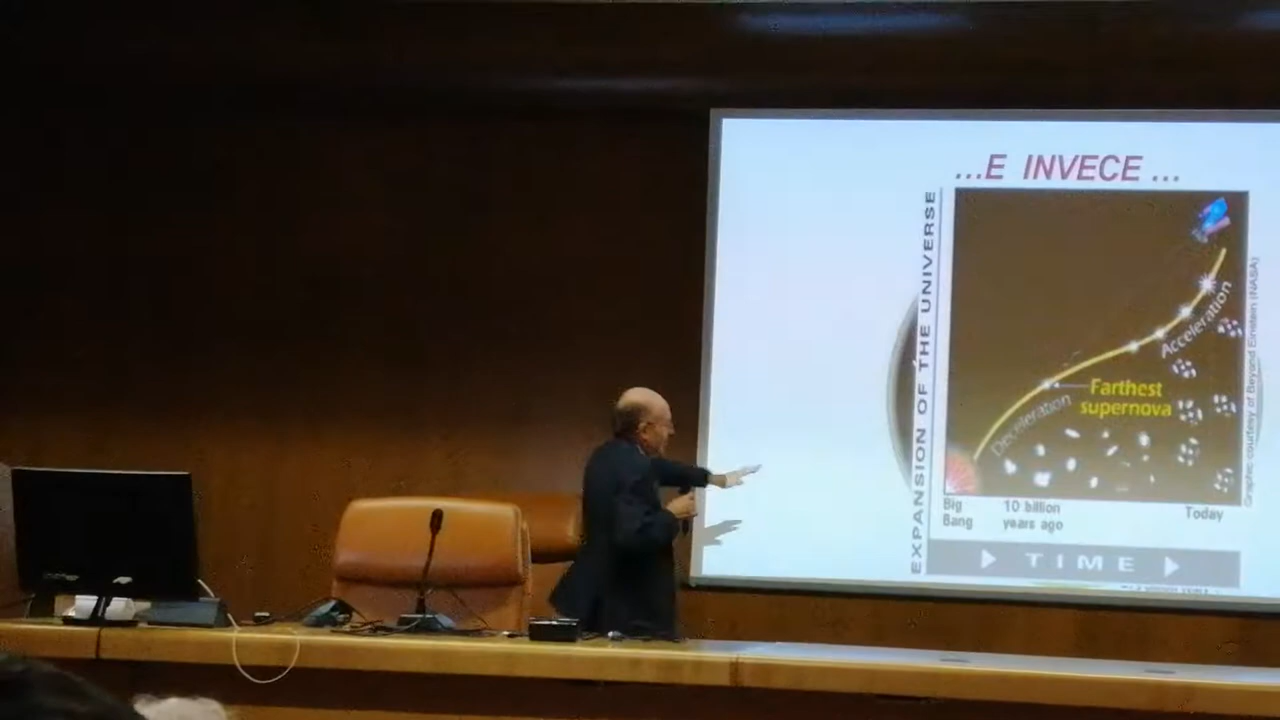 ...E INVECE ...
EXPANSION OF THE UNIVERSE
Acceleration
Farthest
supernova
Deceleration
Graphic courtesy of Beyond Einstein (NASA)
Big
Bang
10 billion
years ago
Today
TIME